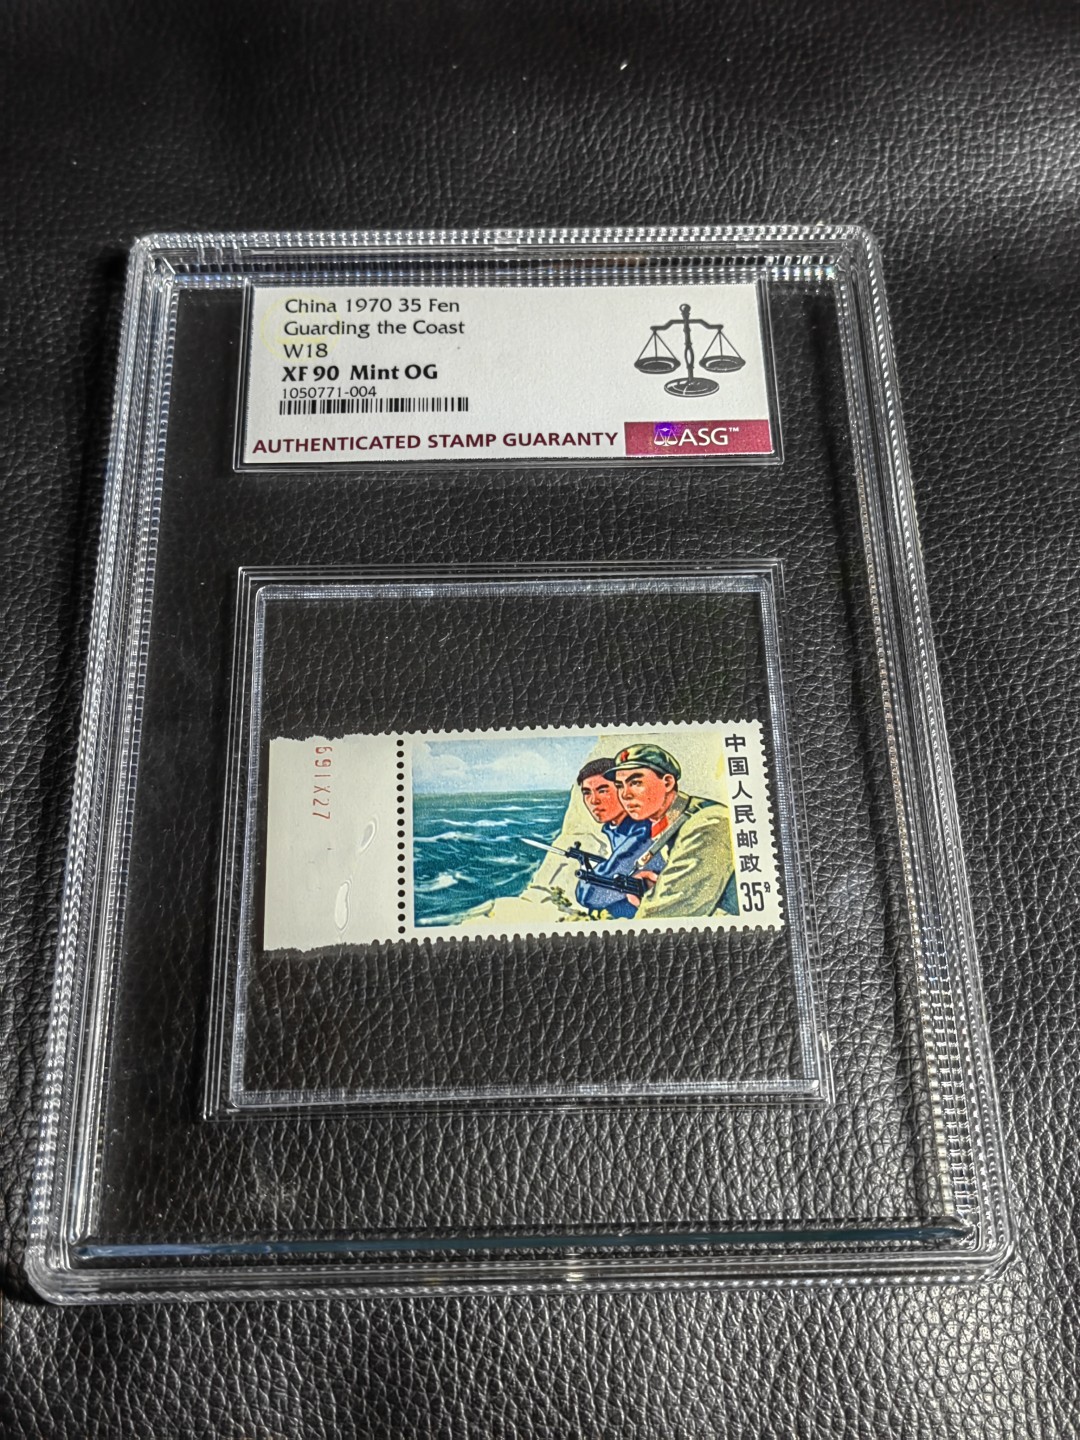 China 1970 35 Fen
Guarding the Coast
W18
XF 90 Mint OG
1050771-004
AUTHENTICATED STAMP GUARANTY
ASG™
691X27
中国人民邮政
35分